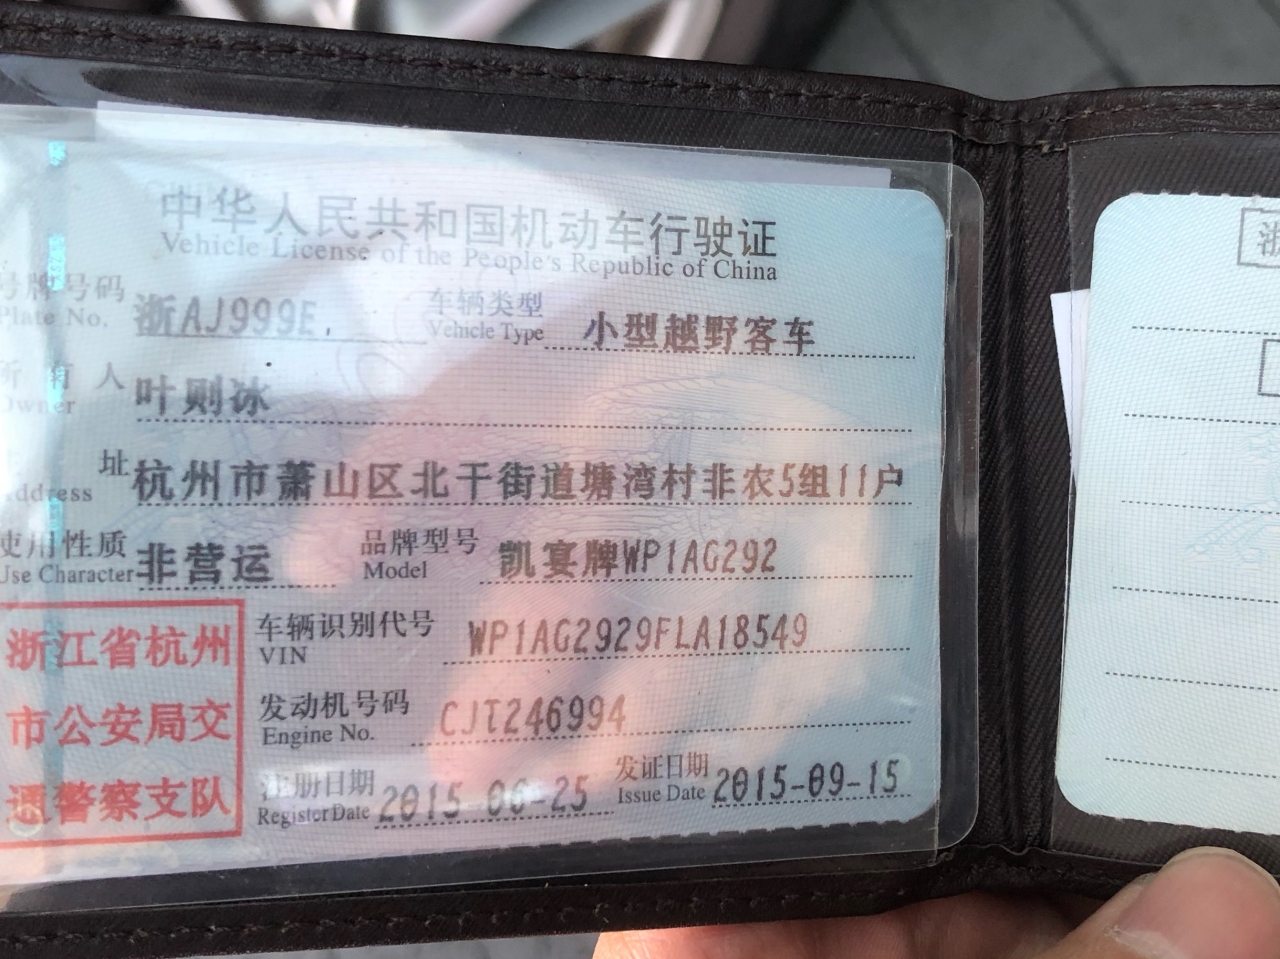 中华人民共和国机动车行驶证
Vehicle License of the People's Republic of China
号牌号码 浙AJ999E 车辆类型 小型越野客车
Plate No. Vehicle Type
所有人 叶则冰
Owner
址 杭州市萧山区北干街道塘湾村非农5组11户
Address
使用性质 非营运 品牌型号 凯宴牌WP1AG292
Use Character Model
浙江省杭州
市公安局交
通警察支队
车辆识别代号 WP1AG2929FLA18549
VIN
发动机号码 CJT246994
Engine No.
注册日期 2015-06-25 发证日期 2015-09-15
Register Date Issue Date
浙